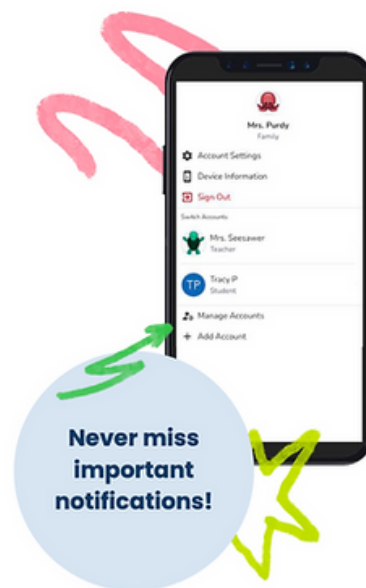 Mrs. Purdy
Family
Account Settings
Device Information
Sign Out
Switch Accounts
Mrs. Seesawer
Teacher
TP
Tracy P
Student
Manage Accounts
Add Account
Never miss
important
notifications!